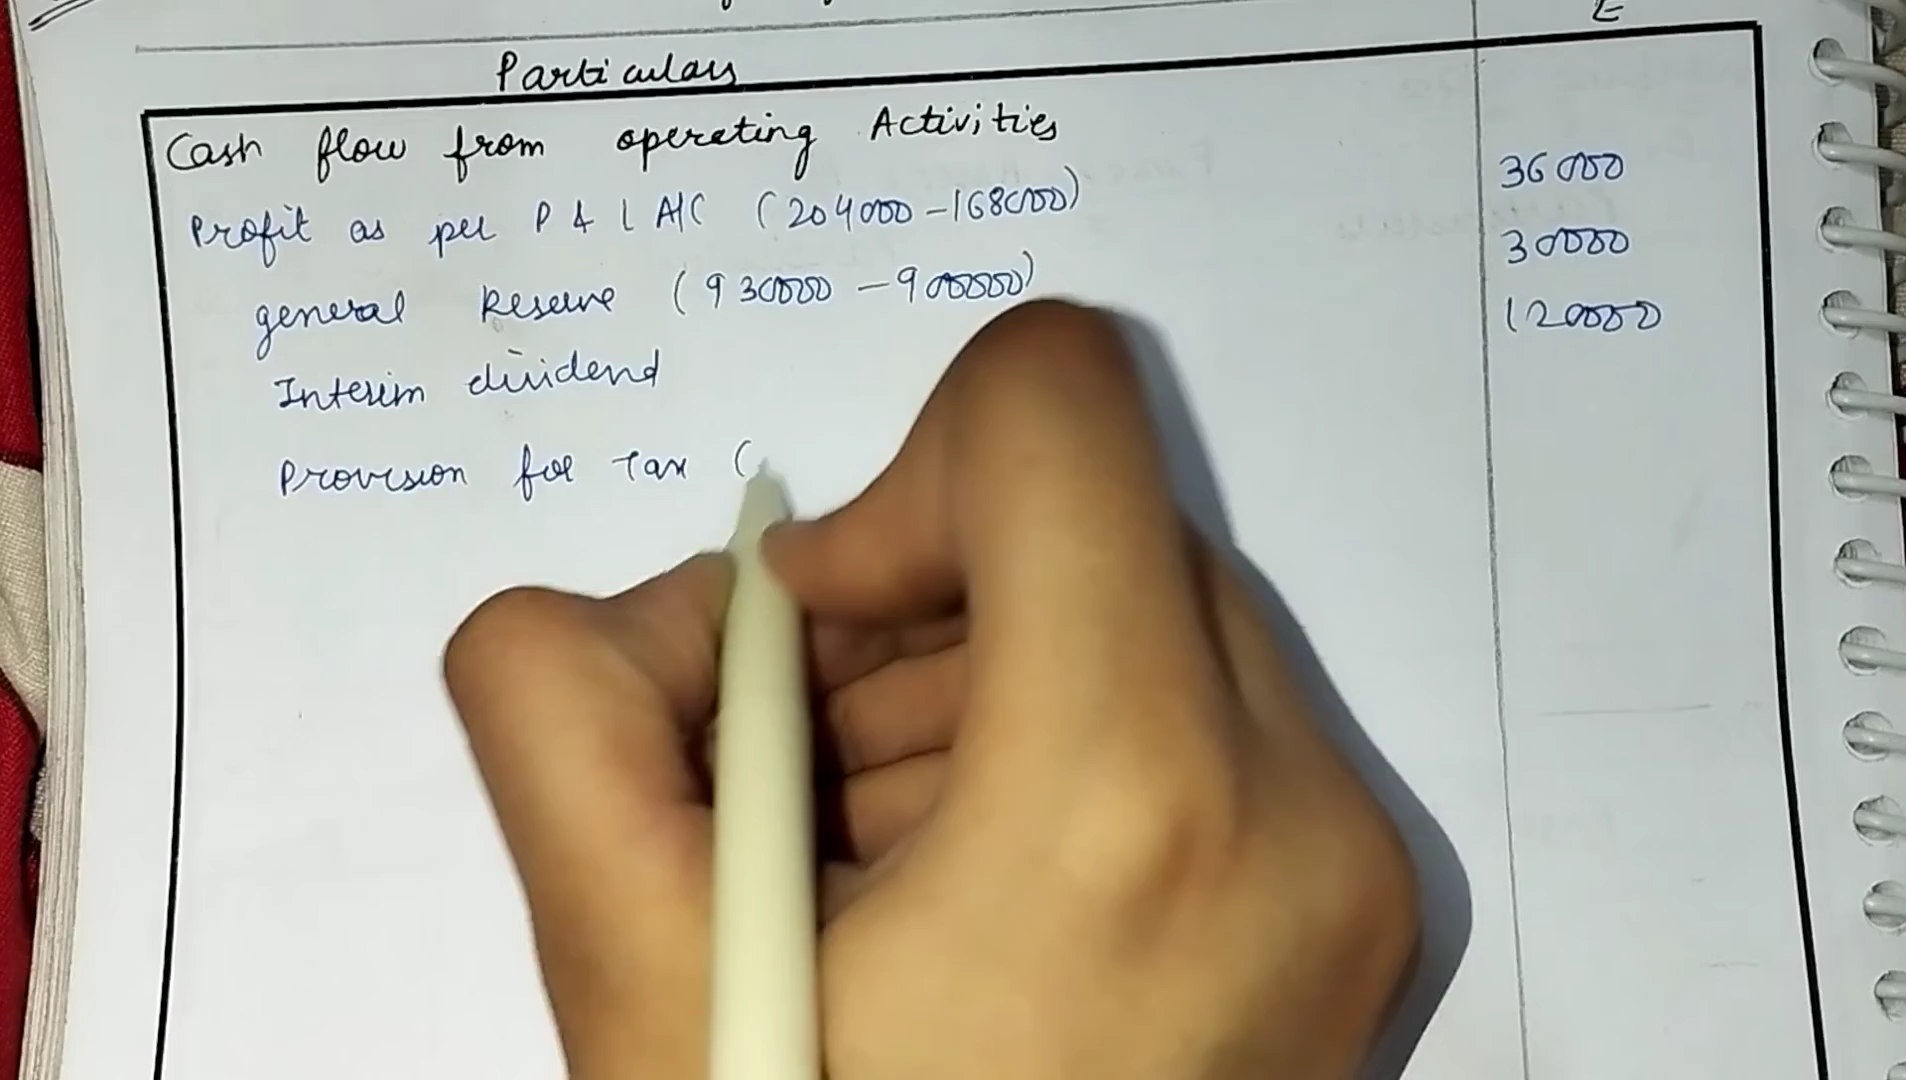 Particulars
Cash flow from operating Activities
Profit as per P & L A/C (204000 - 168000) 36000
general Reserve (930000 - 900000) 30000
Interim dividend 120000
Provision for Tax (